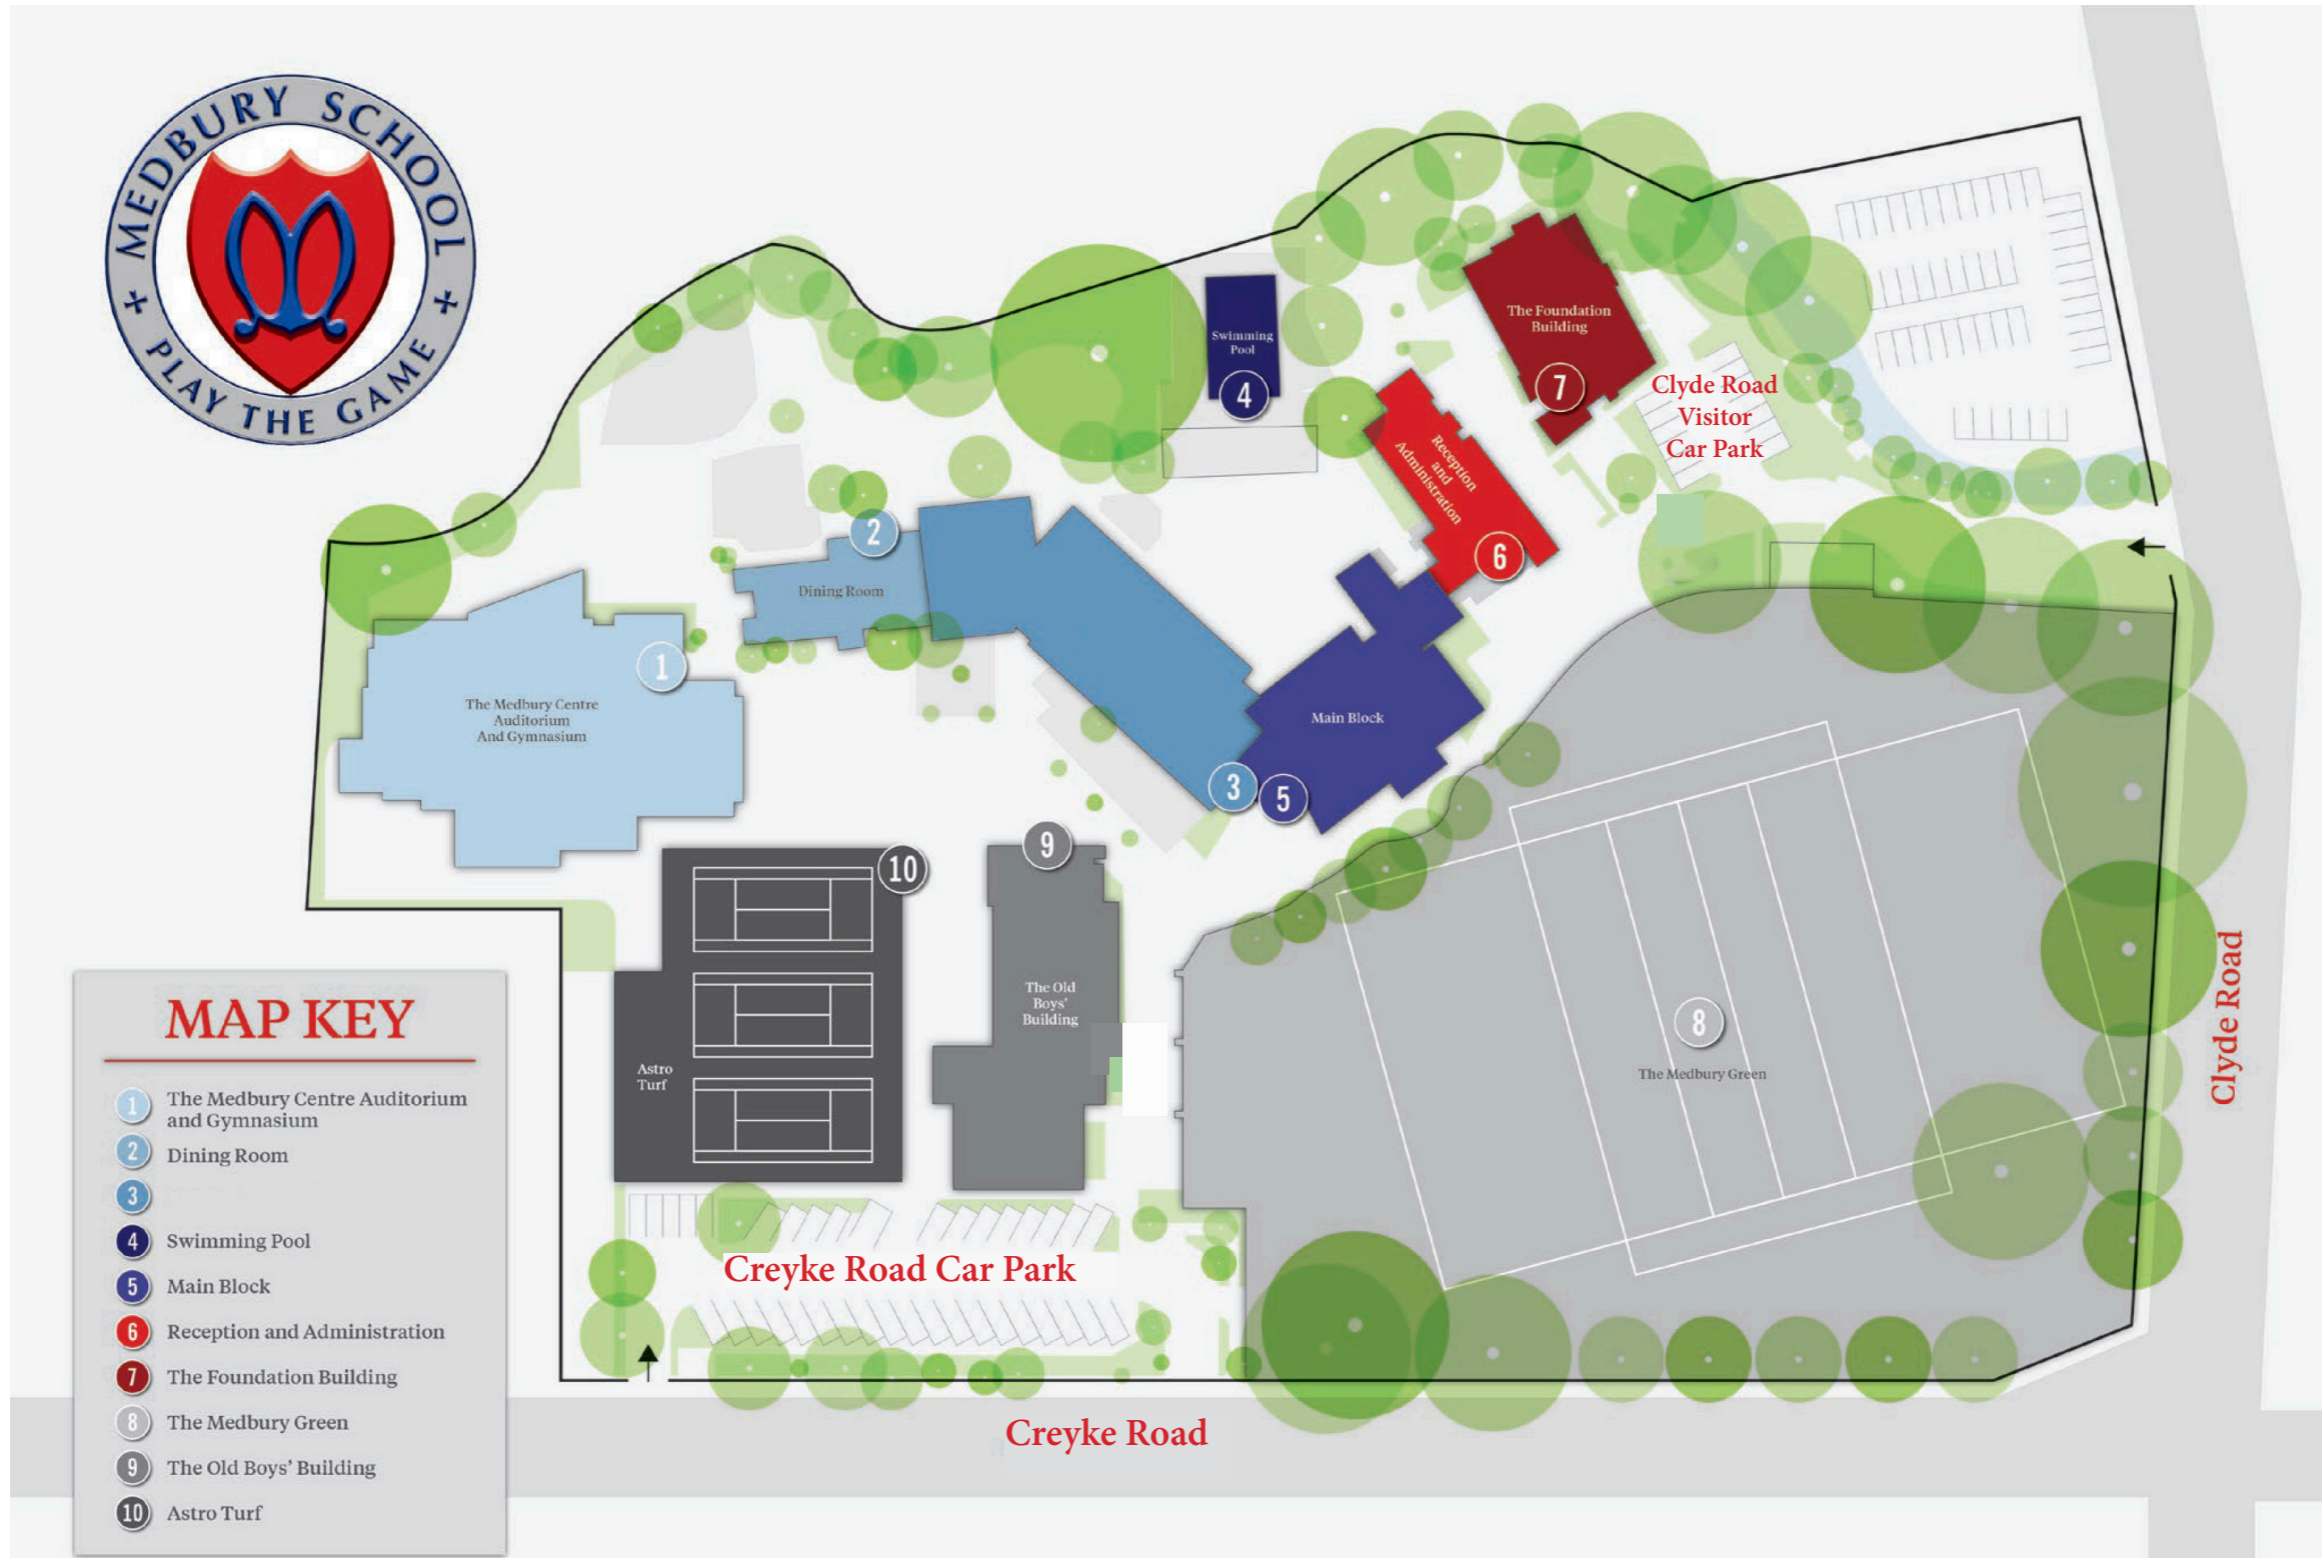 MEDBURY SCHOOL
+ PLAY THE GAME +
Swimming
Pool
4
The Foundation
Building
7
Clyde Road
Visitor
Car Park
Reception
and
Administration
6
2
Dining Room
1
The Medbury Centre
Auditorium
And Gymnasium
Main Block
3
5
9
10
The Old
Boys'
Building
Astro
Turf
8
The Medbury Green
Clyde Road
Creyke Road Car Park
Creyke Road
MAP KEY
1 The Medbury Centre Auditorium
and Gymnasium
2 Dining Room
3
4 Swimming Pool
5 Main Block
6 Reception and Administration
7 The Foundation Building
8 The Medbury Green
9 The Old Boys' Building
10 Astro Turf